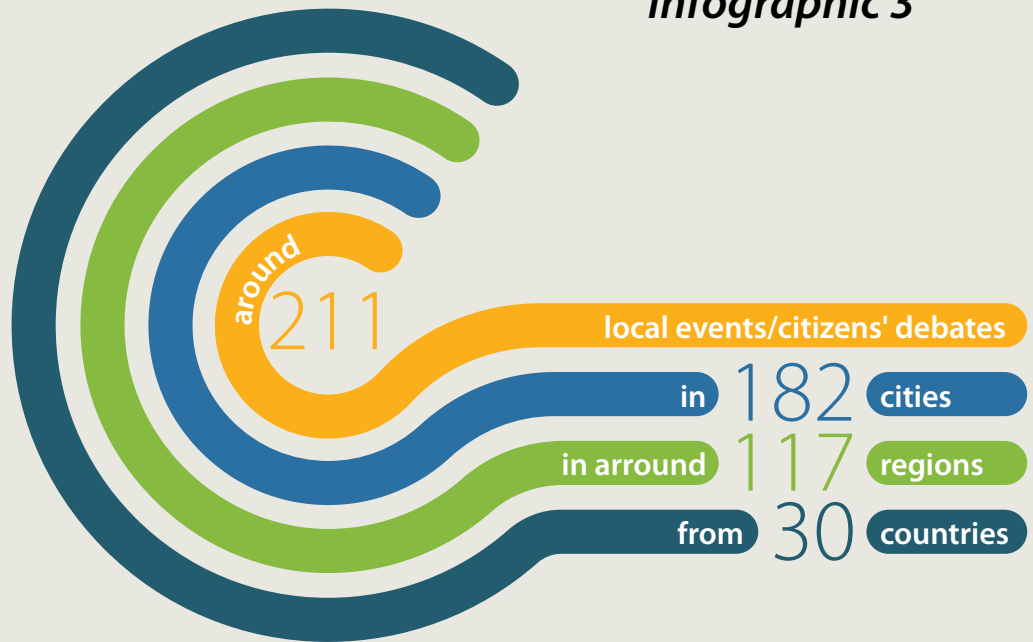 Infographic 3
around
211
local events/citizens' debates
in 182 cities
in arround 117 regions
from 30 countries